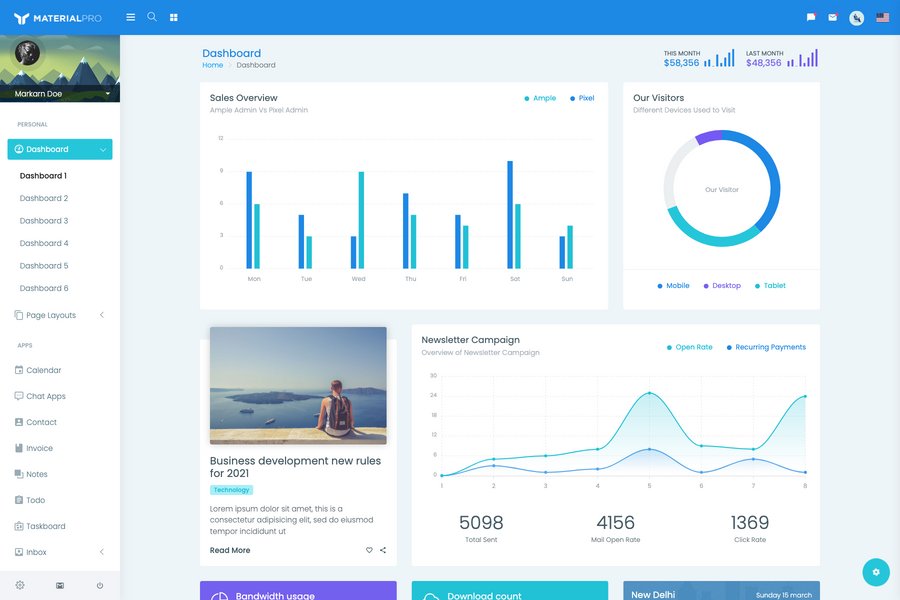 MATERIALPRO
Markarn Doe
PERSONAL
Dashboard
Dashboard 1
Dashboard 2
Dashboard 3
Dashboard 4
Dashboard 5
Dashboard 6
Page Layouts
APPS
Calendar
Chat Apps
Contact
Invoice
Notes
Todo
Taskboard
Inbox
Dashboard
Home > Dashboard
THIS MONTH
$58,356
LAST MONTH
$48,356
Sales Overview
Ample Admin Vs Pixel Admin
Ample Pixel
12
9
6
3
0
Mon Tue Wed Thu Fri Sat Sun
Our Visitors
Different Devices Used to Visit
Our Visitor
Mobile Desktop Tablet
Business development new rules
for 2021
Technology
Lorem ipsum dolor sit amet, this is a
consectetur adipisicing elit, sed do eiusmod
tempor incididunt ut
Read More
Newsletter Campaign
Overview of Newsletter Campaign
Open Rate Recurring Payments
30
24
18
12
6
0
1 2 3 4 5 6 7 8
5098 4156 1369
Total Sent Mail Open Rate Click Rate
Bandwidth usage
Download count
New Delhi Sunday 15 march